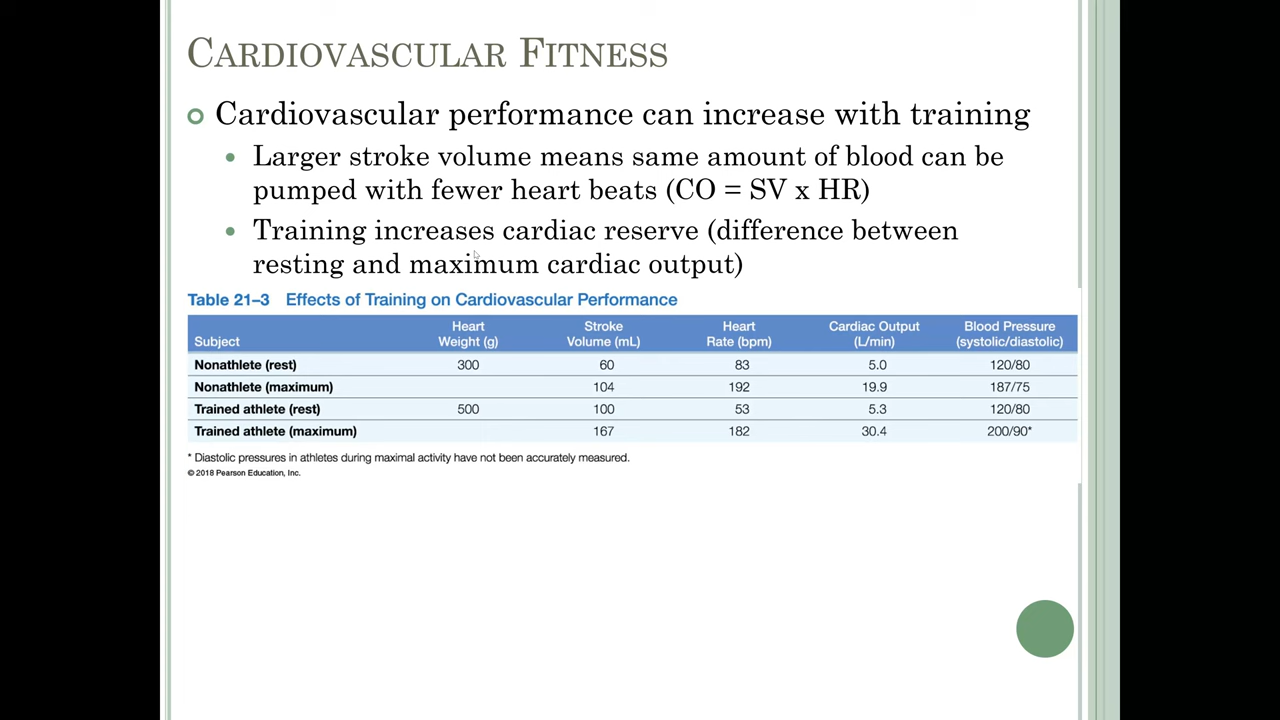 CARDIOVASCULAR FITNESS
Cardiovascular performance can increase with training
Larger stroke volume means same amount of blood can be
pumped with fewer heart beats (CO = SV x HR)
Training increases cardiac reserve (difference between
resting and maximum cardiac output)
Table 21–3 Effects of Training on Cardiovascular Performance
Subject Heart Weight (g) Stroke Volume (mL) Heart Rate (bpm) Cardiac Output (L/min) Blood Pressure (systolic/diastolic)
Nonathlete (rest) 300 60 83 5.0 120/80
Nonathlete (maximum) 104 192 19.9 187/75
Trained athlete (rest) 500 100 53 5.3 120/80
Trained athlete (maximum) 167 182 30.4 200/90*
* Diastolic pressures in athletes during maximal activity have not been accurately measured.
© 2018 Pearson Education, Inc.